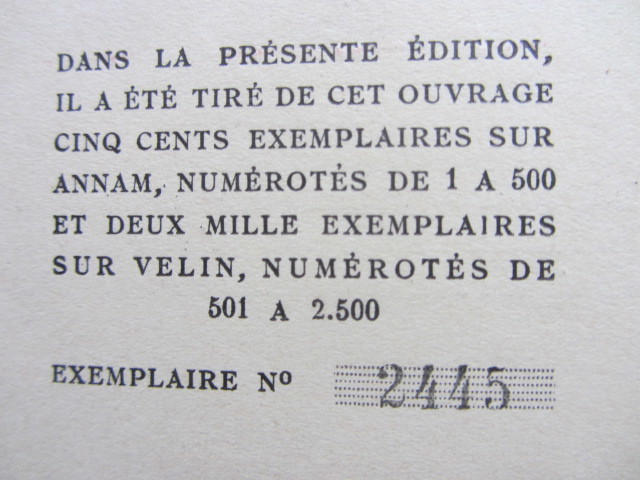 DANS LA PRÉSENTE ÉDITION,
IL A ÉTÉ TIRÉ DE CET OUVRAGE
CINQ CENTS EXEMPLAIRES SUR
ANNAM, NUMÉROTÉS DE 1 A 500
ET DEUX MILLE EXEMPLAIRES
SUR VELIN, NUMÉROTÉS DE
501 A 2.500
EXEMPLAIRE Nº 2445